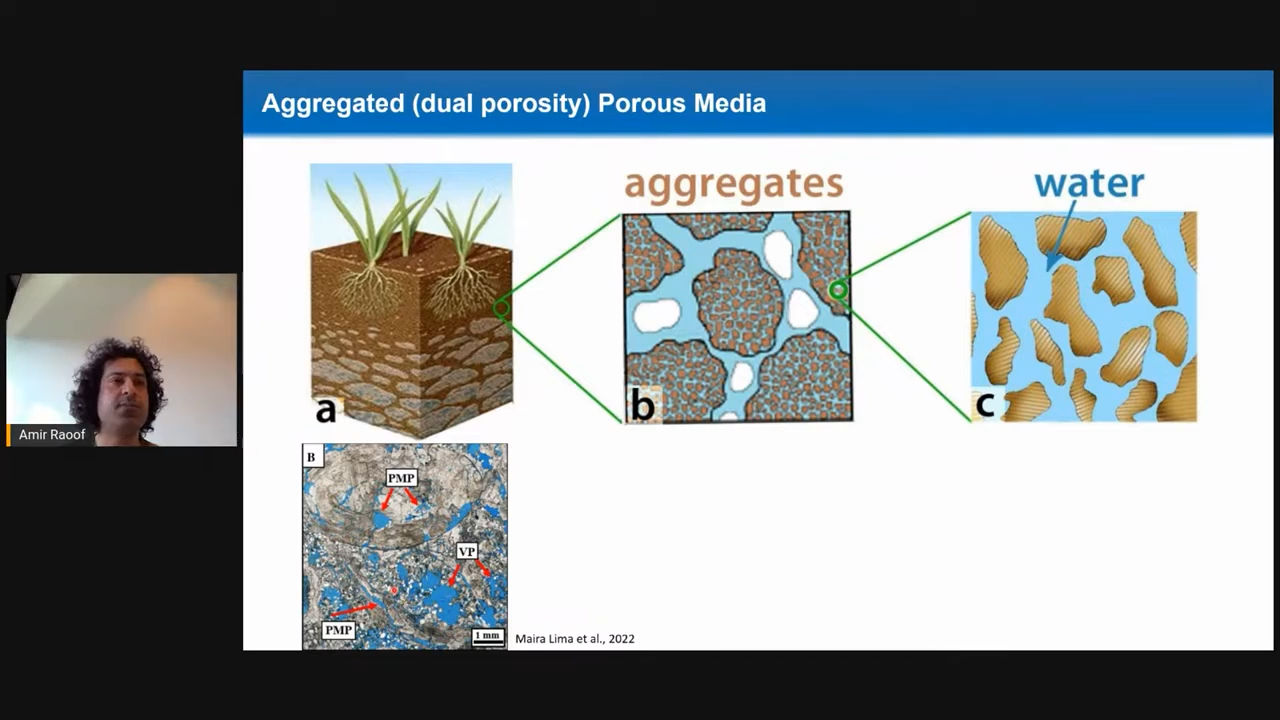 Aggregated (dual porosity) Porous Media
aggregates
water
a
b
c
B
PMP
VP
PMP
1 mm
Maira Lima et al., 2022
Amir Raoof